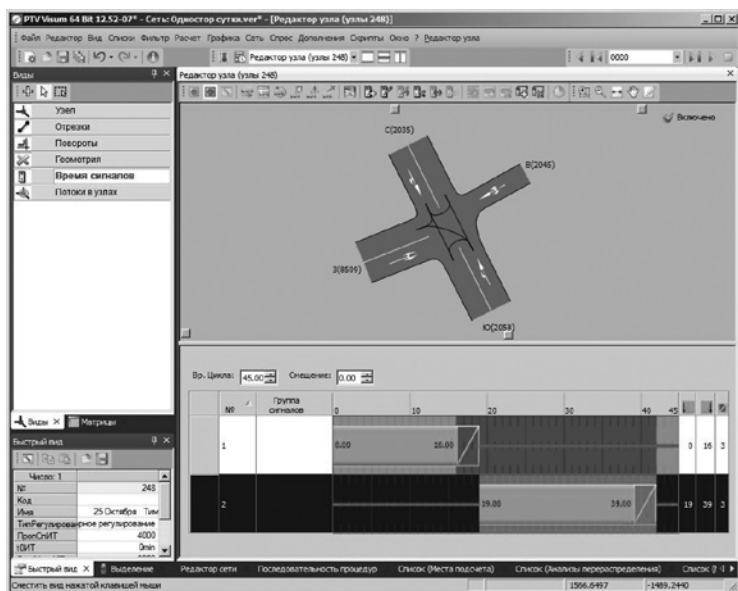 PTV Visum 64 Bit 12.52-07* - Сеть: Одностор сутки.ver* - [Редактор узла (узлы 248)]
Файл Редактор Вид Списки Фильтр Расчет Графика Сеть Спрос Дополнения Скрипты Окно ? Редактор узла
Редактор узла (узлы 248) 0000
Виды
Редактор узла (узлы 248)
Узел
Отрезки
Повороты
Геометрия
Время сигналов
Потоки в узлах
Включено
С(2035)
В(2045)
З(8509)
Ю(2058)
Вр. Цикла: 45.00 Смещение: 0.00
№ Группа сигналов 0 10 20 30 40 45
1 0.00 16.00 0 16 3
2 19.00 39.00 19 39 3
Виды Матрицы
Быстрый вид
Число: 1
№ 248
Код
Имя 25 Октября Тим
ТипРегулирова рное регулирование
ПропСпИТ 4000
t0ИТ 0min
Быстрый вид Выделение Редактор сети Последовательность процедур Список (Места подсчета) Список (Анализы перераспределения) Список (
Сместить вид нажатой клавишей мыши 1566.6497 -1489.2440